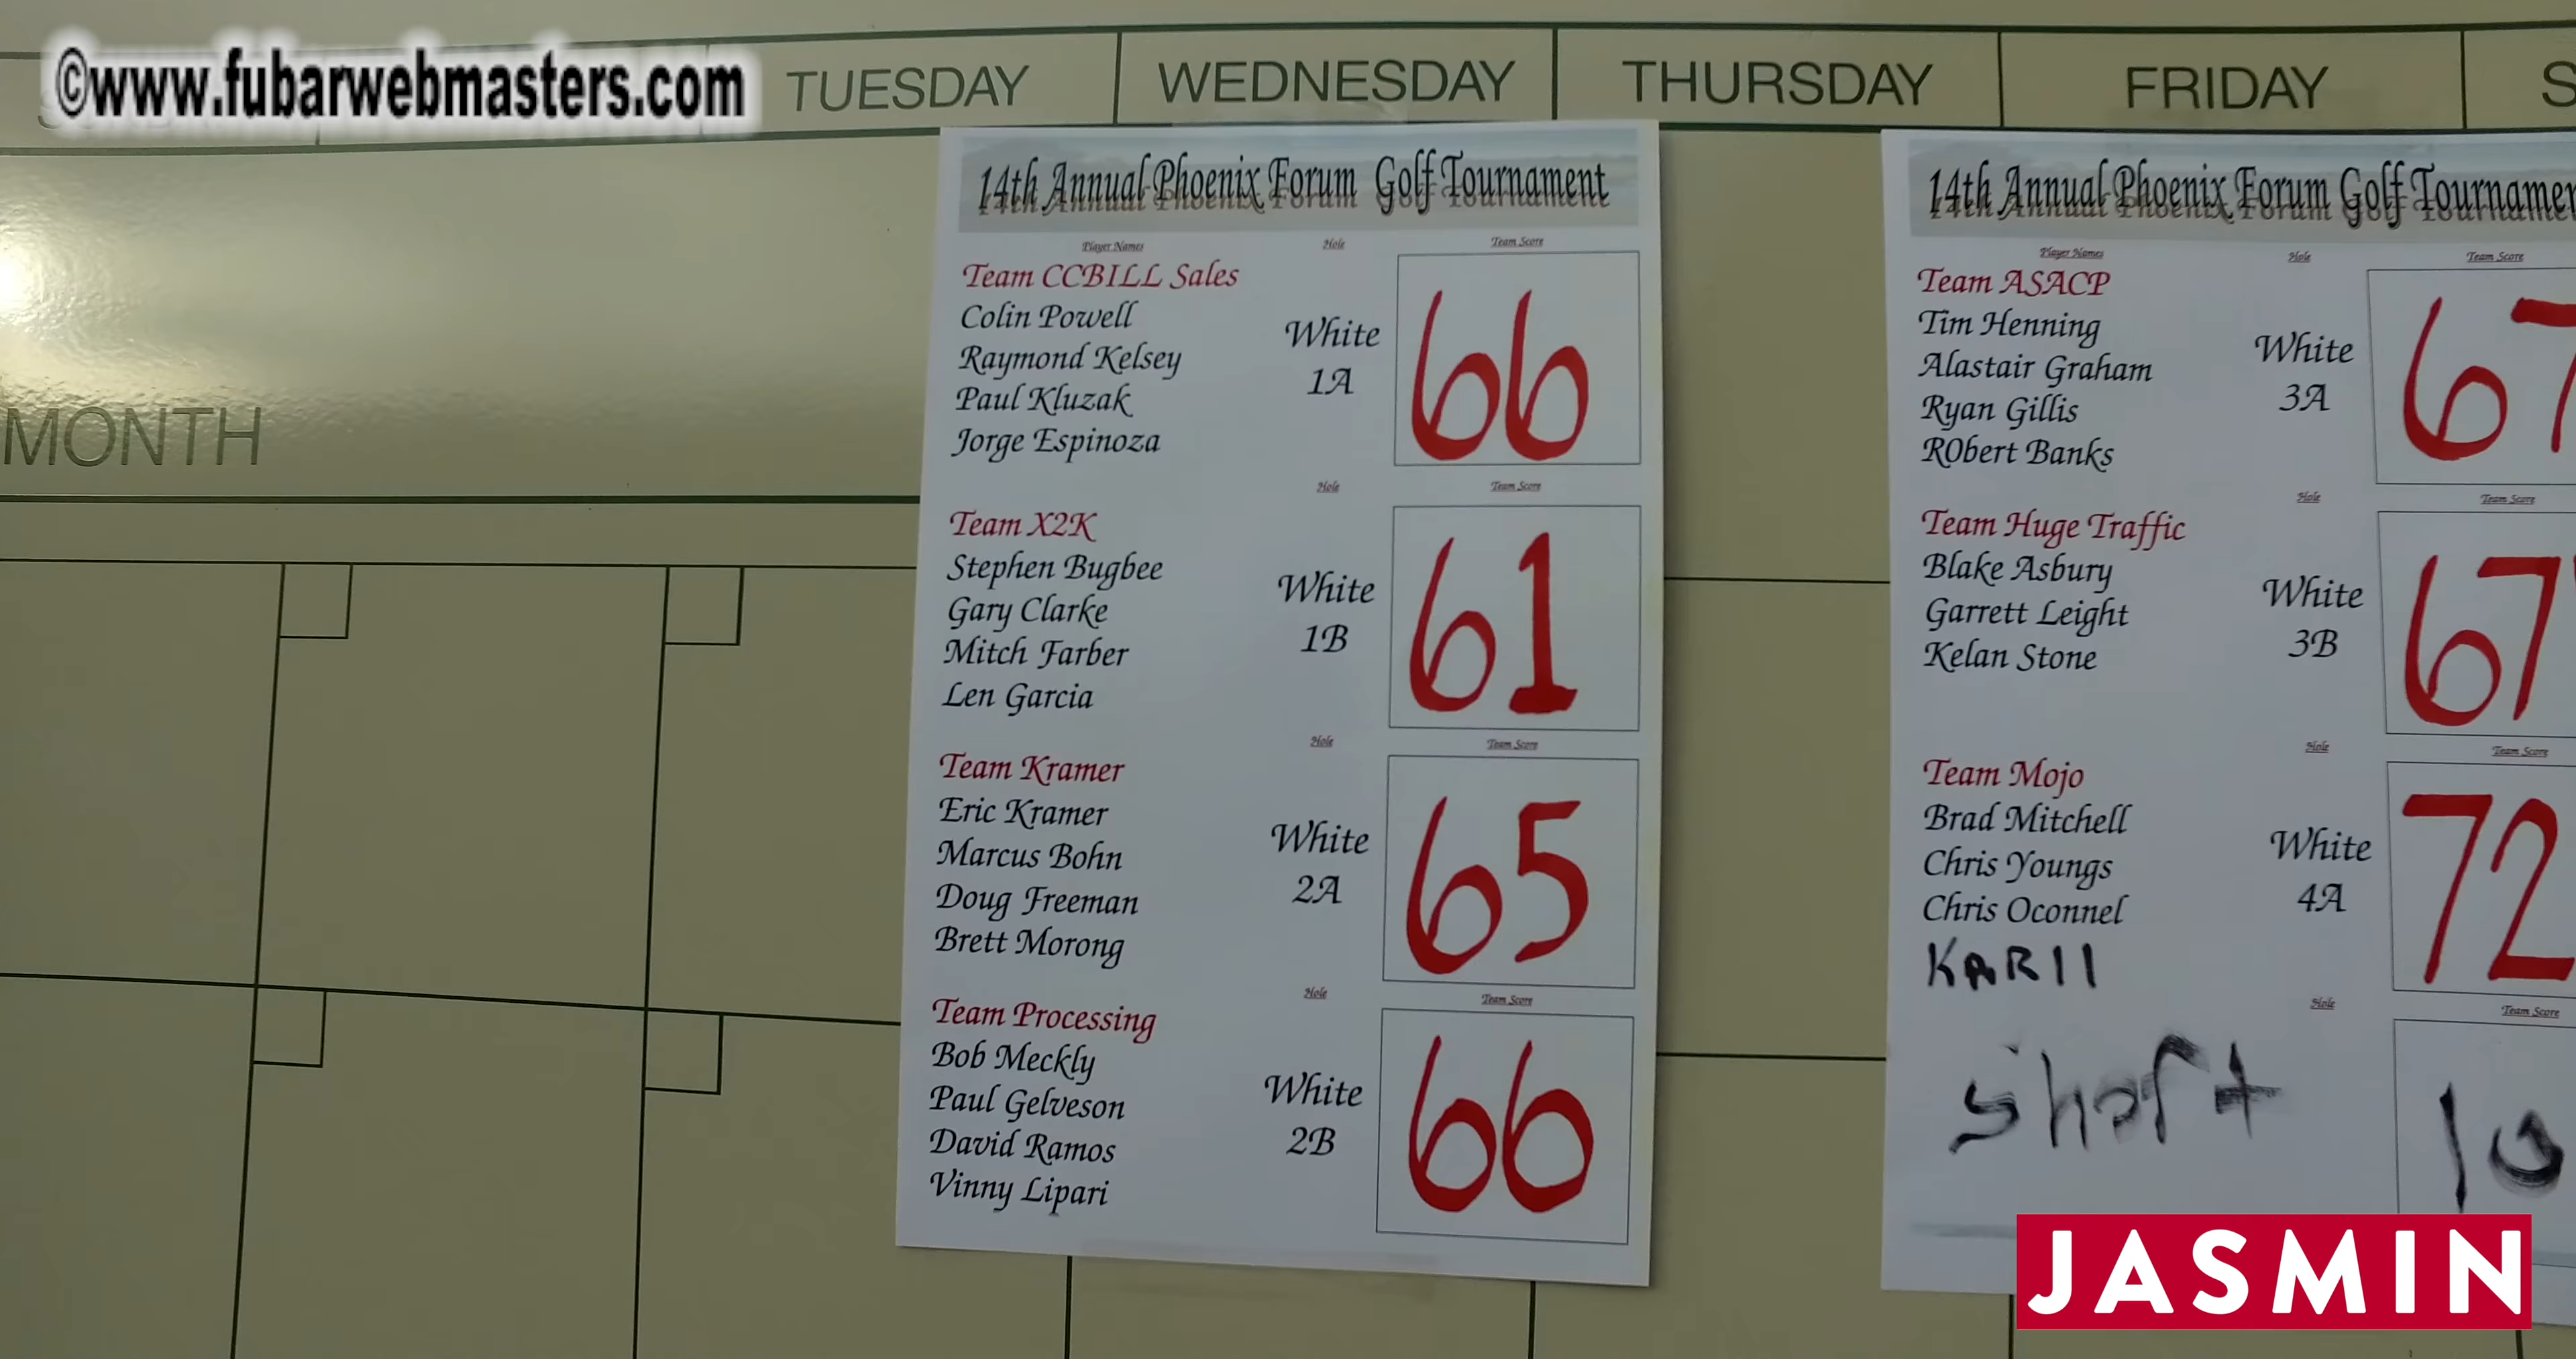 ©www.fubarwebmasters.com
TUESDAY
WEDNESDAY
THURSDAY
FRIDAY
S
MONTH
14th Annual Phoenix Forum Golf Tournament
Player Names Hole Team Score
Team CCBILL Sales
Colin Powell
Raymond Kelsey
Paul Kluzak
Jorge Espinoza
White
1A
66
Hole Team Score
Team X2K
Stephen Bugbee
Gary Clarke
Mitch Farber
Len Garcia
White
1B
61
Hole Team Score
Team Kramer
Eric Kramer
Marcus Bohn
Doug Freeman
Brett Morong
White
2A
65
Hole Team Score
Team Processing
Bob Meckly
Paul Gelveson
David Ramos
Vinny Lipari
White
2B
66
14th Annual Phoenix Forum Golf Tournamen
Player Names Hole Team Score
Team ASACP
Tim Henning
Alastair Graham
Ryan Gillis
RObert Banks
White
3A
67
Hole Team Score
Team Huge Traffic
Blake Asbury
Garrett Leight
Kelan Stone
White
3B
67
Hole Team Score
Team Mojo
Brad Mitchell
Chris Youngs
Chris Oconnel
KARII
White
4A
72
Hole Team Score
short
JASMIN